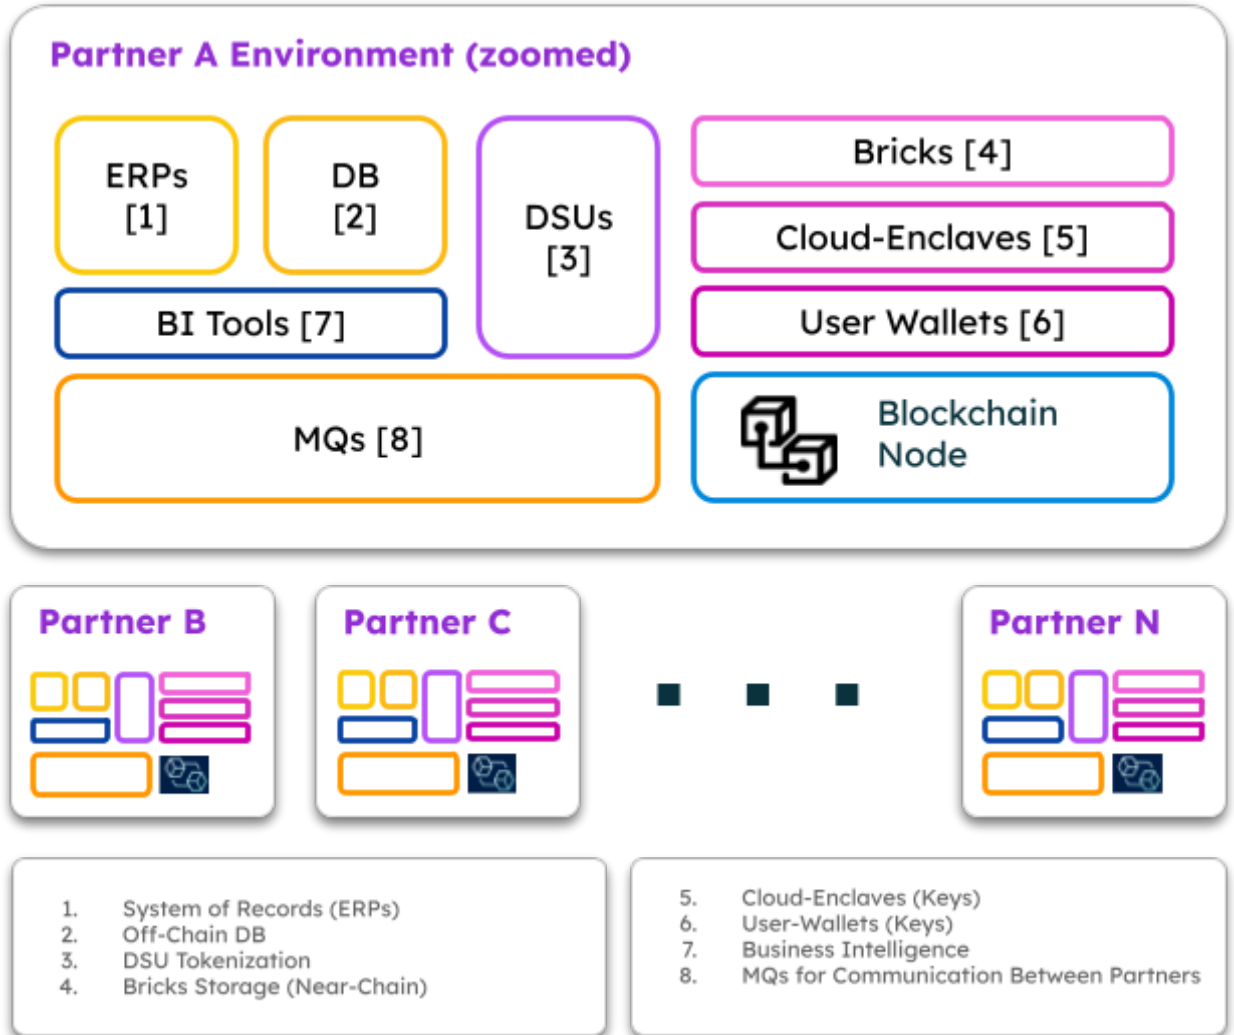 Partner A Environment (zoomed)
ERPs
[1]
DB
[2]
DSUs
[3]
Bricks [4]
Cloud-Enclaves [5]
User Wallets [6]
BI Tools [7]
MQs [8]
Blockchain
Node
Partner B
Partner C
Partner N
1. System of Records (ERPs)
2. Off-Chain DB
3. DSU Tokenization
4. Bricks Storage (Near-Chain)
5. Cloud-Enclaves (Keys)
6. User-Wallets (Keys)
7. Business Intelligence
8. MQs for Communication Between Partners